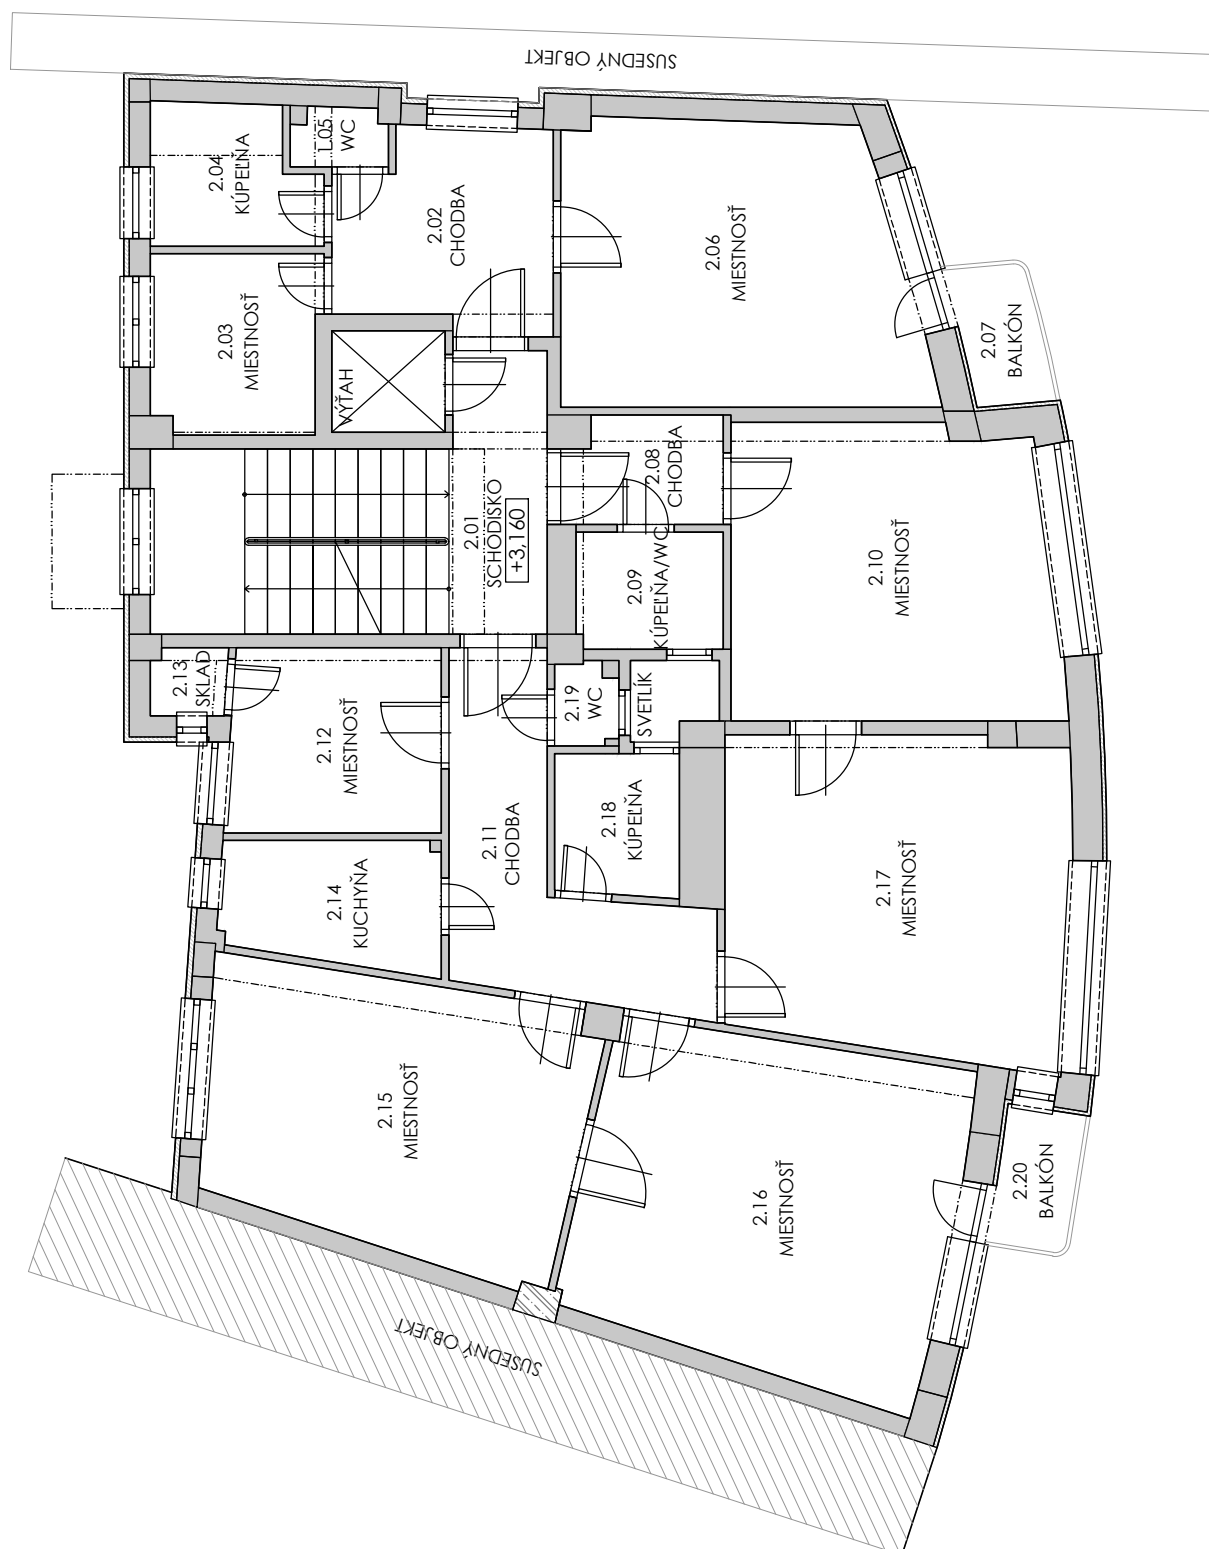 SUSEDNÝ OBJEKT
2.04
KÚPEĽŇA
1.05
WC
2.02
CHODBA
2.06
MIESTNOSŤ
2.03
MIESTNOSŤ
VÝŤAH
2.07
BALKÓN
2.01
SCHODISKO
+3,160
2.08
CHODBA
2.09
KÚPEĽŇA/WC
2.10
MIESTNOSŤ
2.13
SKLAD
2.12
MIESTNOSŤ
2.19
WC
SVETLÍK
2.11
CHODBA
2.18
KÚPEĽŇA
2.14
KUCHYŇA
2.17
MIESTNOSŤ
2.15
MIESTNOSŤ
2.16
MIESTNOSŤ
2.20
BALKÓN
SUSEDNÝ OBJEKT